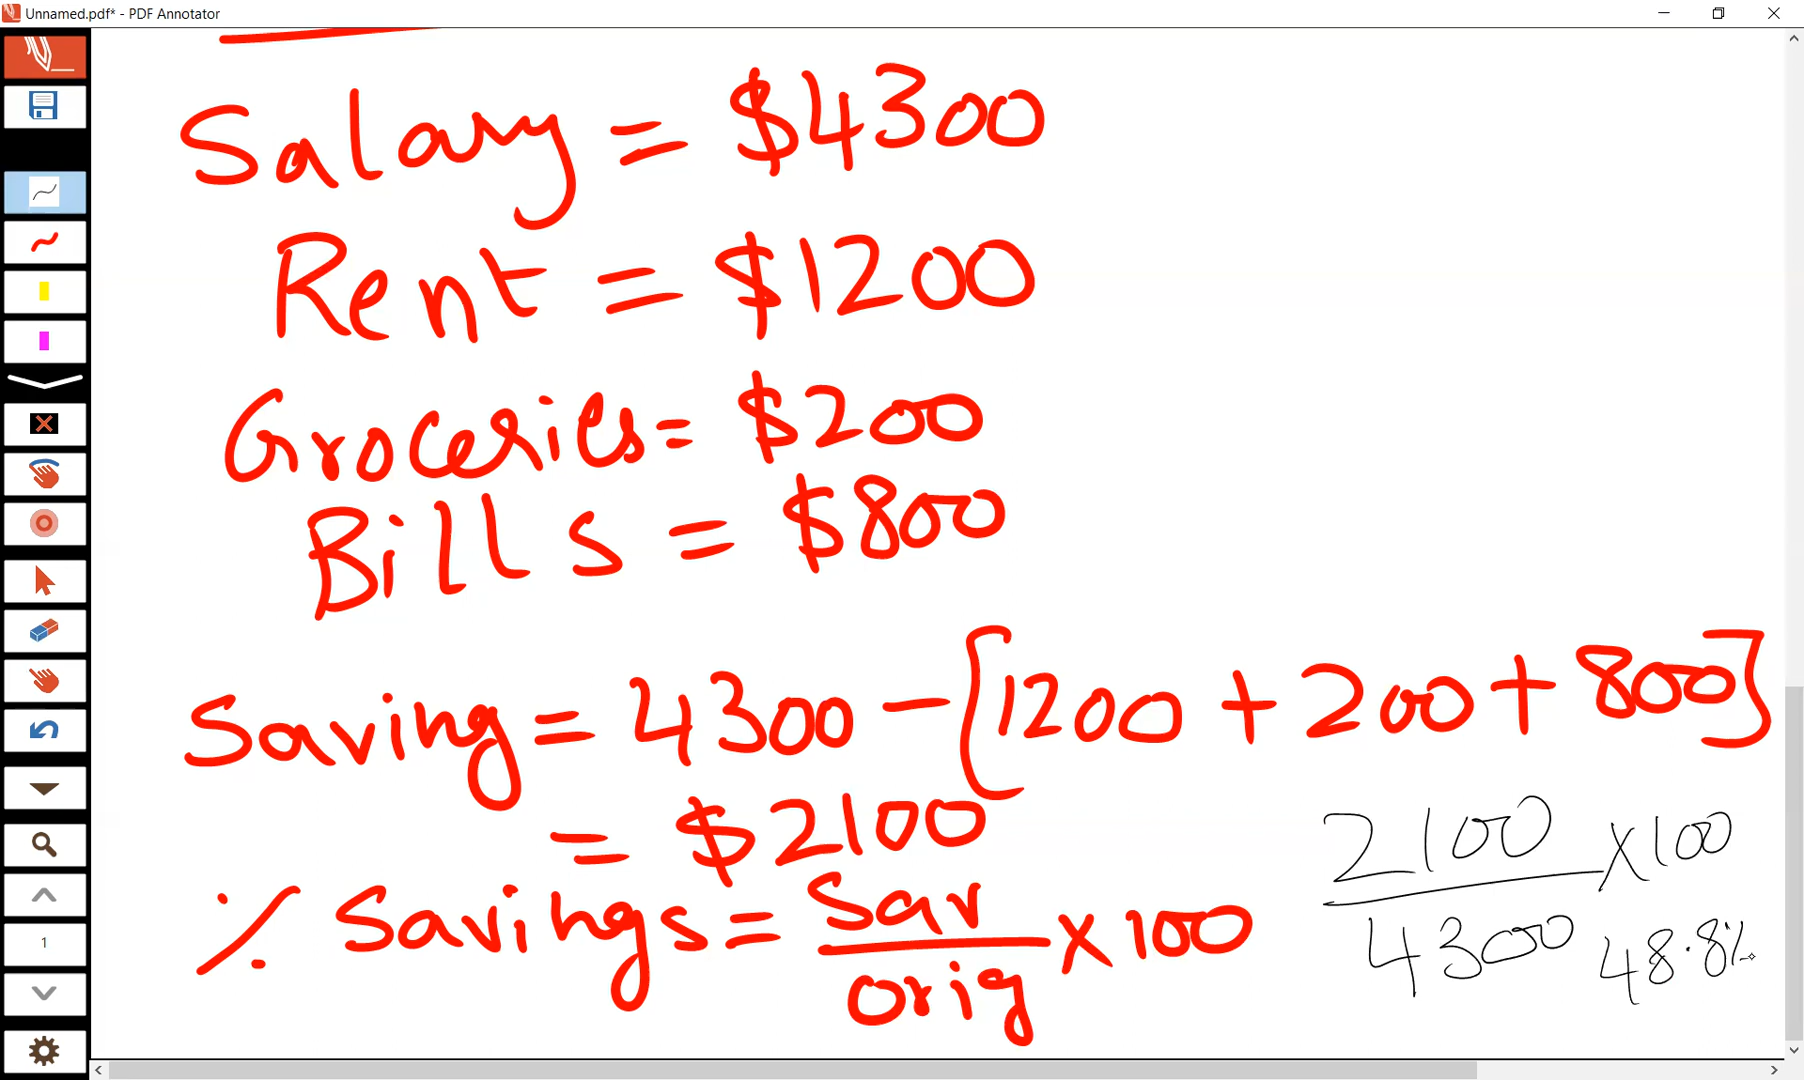 Unnamed.pdf* - PDF Annotator
Salary = $4300
Rent = $1200
Groceries = $200
Bills = $800
Saving = 4300 - [1200 + 200 + 800]
= $2100
% Savings = sav / orig × 100
2100 / 4300 × 100
48.8%
1